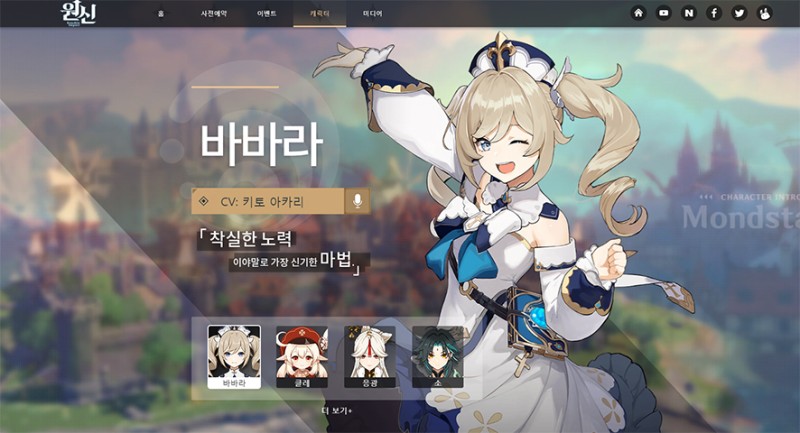 원신
홈
사전예약
이벤트
캐릭터
미디어
바바라
CV: 키토 아카리
「착실한 노력
이야말로 가장 신기한 마법.」
CHARACTER INTRO
Mondsta
바바라
클레
응광
소
더 보기+